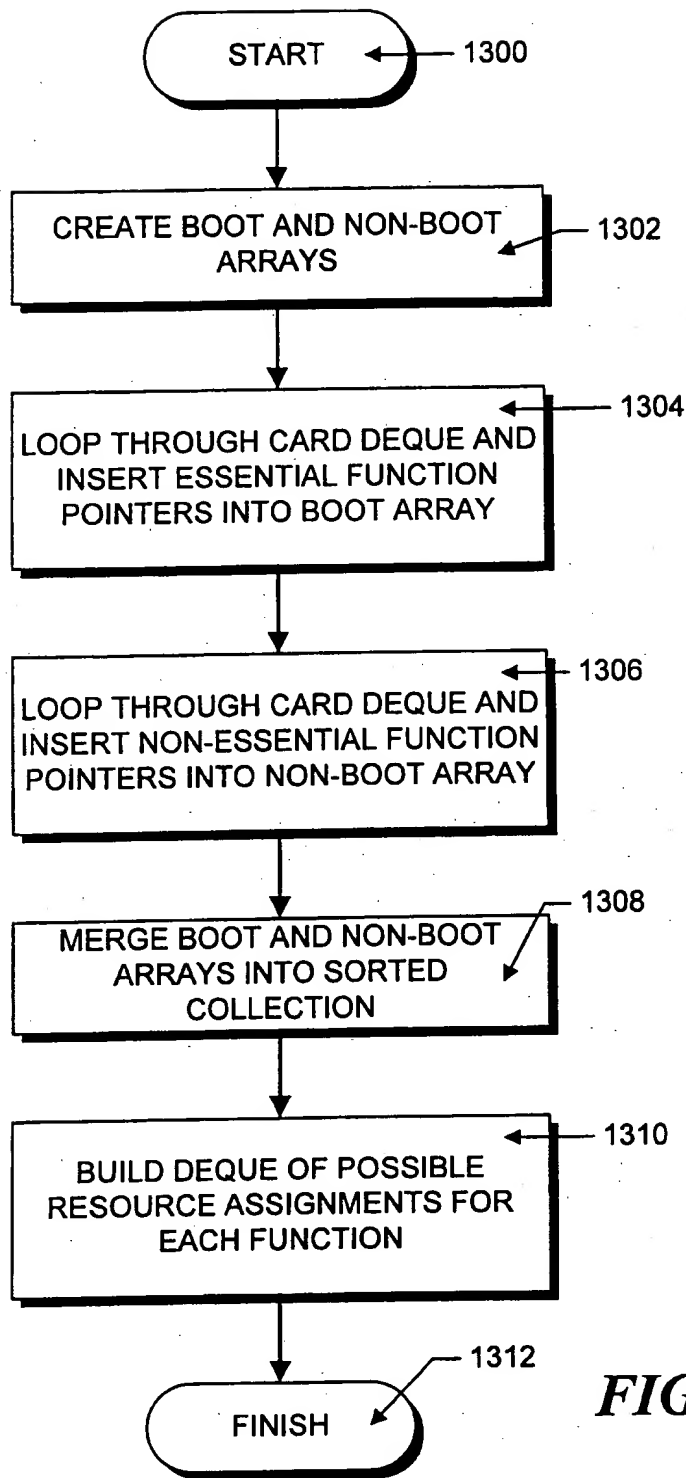 START
1300
CREATE BOOT AND NON-BOOT
ARRAYS
1302
1304
LOOP THROUGH CARD DEQUE AND
INSERT ESSENTIAL FUNCTION
POINTERS INTO BOOT ARRAY
1306
LOOP THROUGH CARD DEQUE AND
INSERT NON-ESSENTIAL FUNCTION
POINTERS INTO NON-BOOT ARRAY
1308
MERGE BOOT AND NON-BOOT
ARRAYS INTO SORTED
COLLECTION
1310
BUILD DEQUE OF POSSIBLE
RESOURCE ASSIGNMENTS FOR
EACH FUNCTION
1312
FINISH
FIG